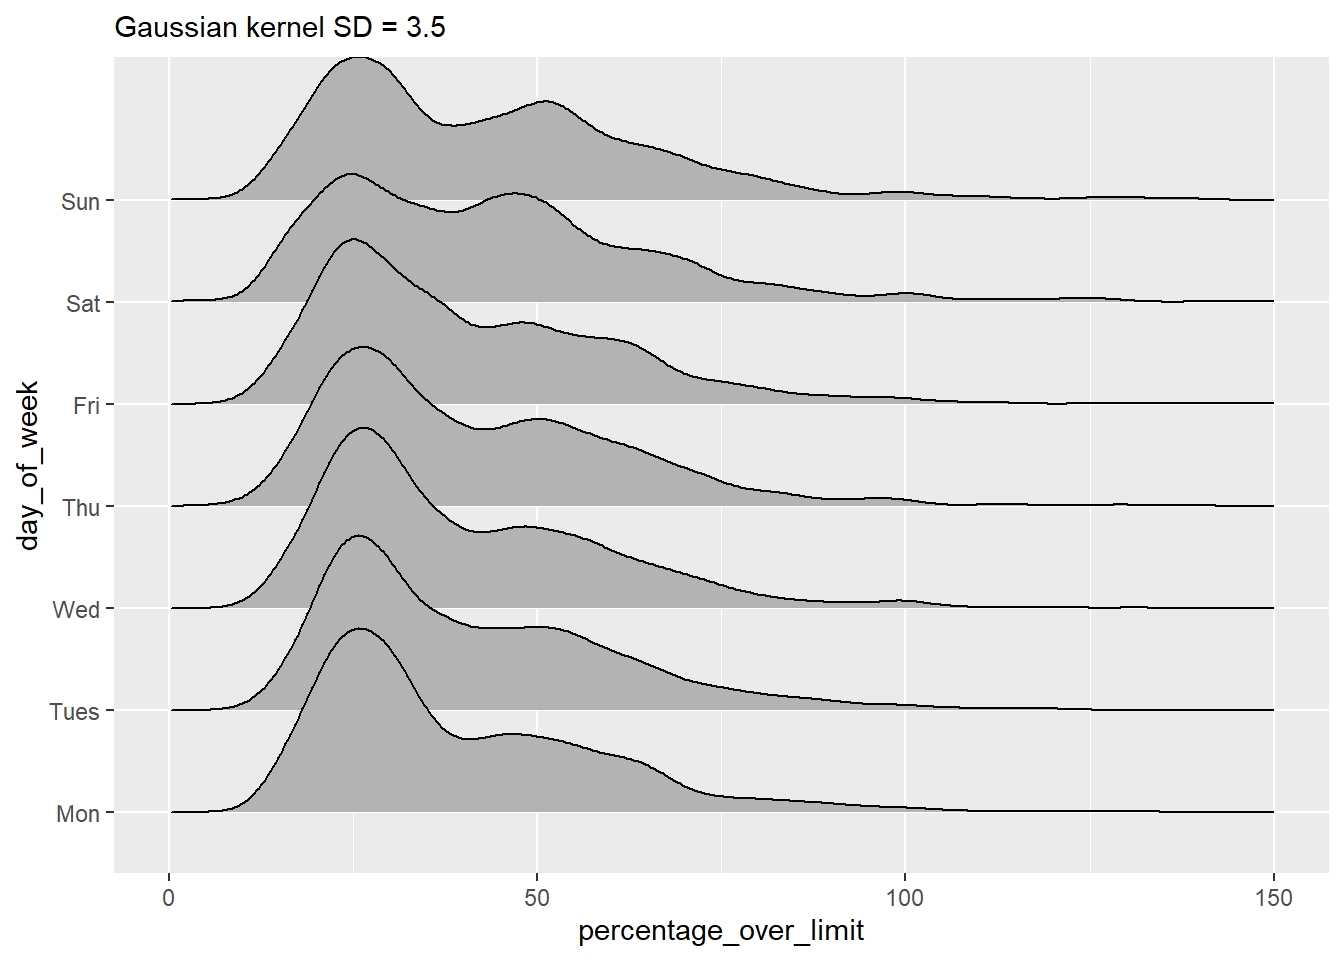 Gaussian kernel SD = 3.5
day_of_week
Sun
Sat
Fri
Thu
Wed
Tues
Mon
0 50 100 150
percentage_over_limit